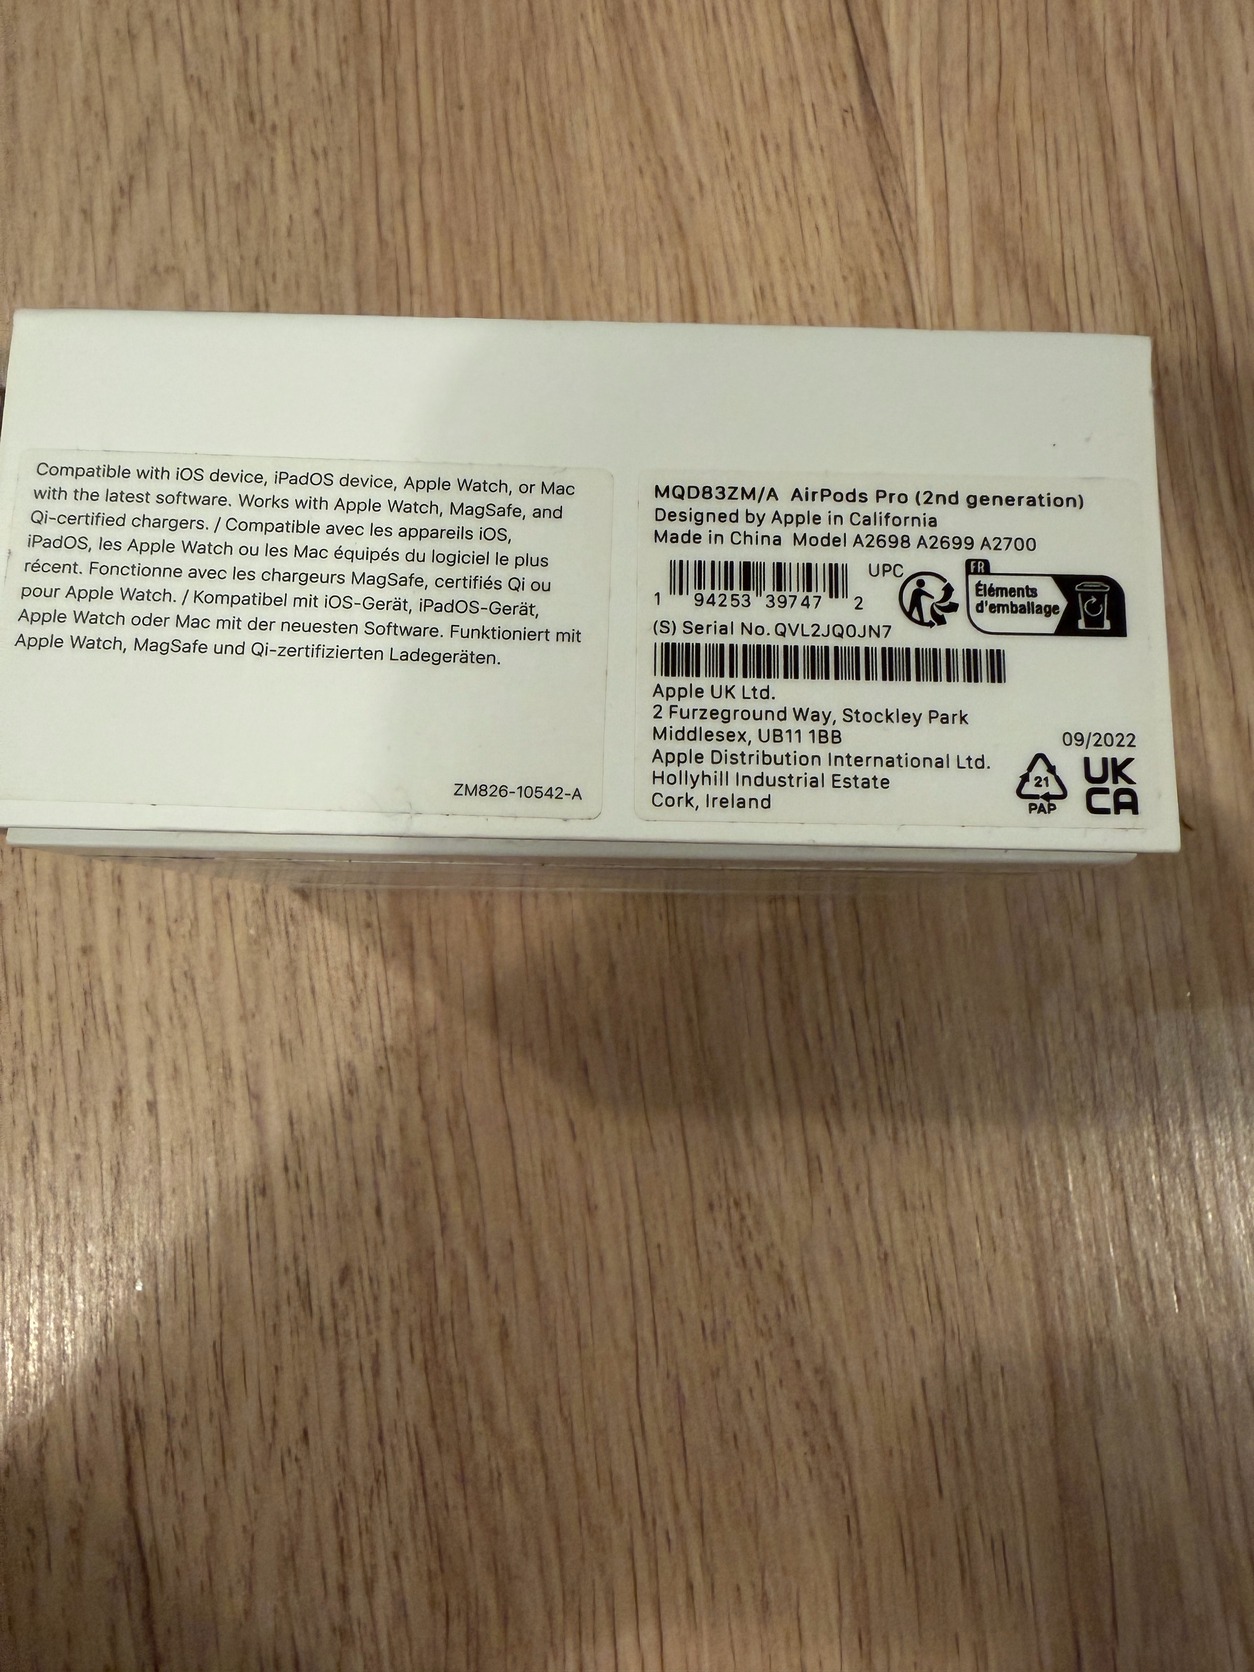 Compatible with iOS device, iPadOS device, Apple Watch, or Mac
with the latest software. Works with Apple Watch, MagSafe, and
Qi-certified chargers. / Compatible avec les appareils iOS,
iPadOS, les Apple Watch ou les Mac équipés du logiciel le plus
récent. Fonctionne avec les chargeurs MagSafe, certifiés Qi ou
pour Apple Watch. / Kompatibel mit iOS-Gerät, iPadOS-Gerät,
Apple Watch oder Mac mit der neuesten Software. Funktioniert mit
Apple Watch, MagSafe und Qi-zertifizierten Ladegeräten.
ZM826-10542-A
MQD83ZM/A AirPods Pro (2nd generation)
Designed by Apple in California
Made in China Model A2698 A2699 A2700
UPC
1 94253 39747 2
FR
Éléments
d'emballage
(S) Serial No. QVL2JQ0JN7
Apple UK Ltd.
2 Furzeground Way, Stockley Park
Middlesex, UB11 1BB
Apple Distribution International Ltd.
Hollyhill Industrial Estate
Cork, Ireland
09/2022
21
PAP
UK
CA